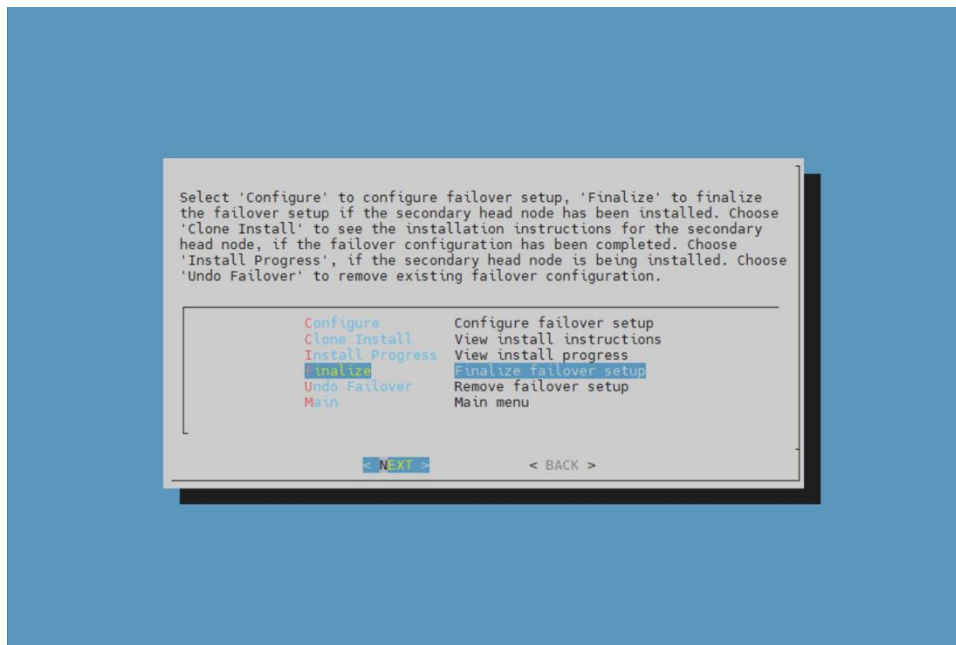 Select 'Configure' to configure failover setup, 'Finalize' to finalize
the failover setup if the secondary head node has been installed. Choose
'Clone Install' to see the installation instructions for the secondary
head node, if the failover configuration has been completed. Choose
'Install Progress', if the secondary head node is being installed. Choose
'Undo Failover' to remove existing failover configuration.
Configure Configure failover setup
Clone Install View install instructions
Install Progress View install progress
Finalize Finalize failover setup
Undo Failover Remove failover setup
Main Main menu
< NEXT > < BACK >